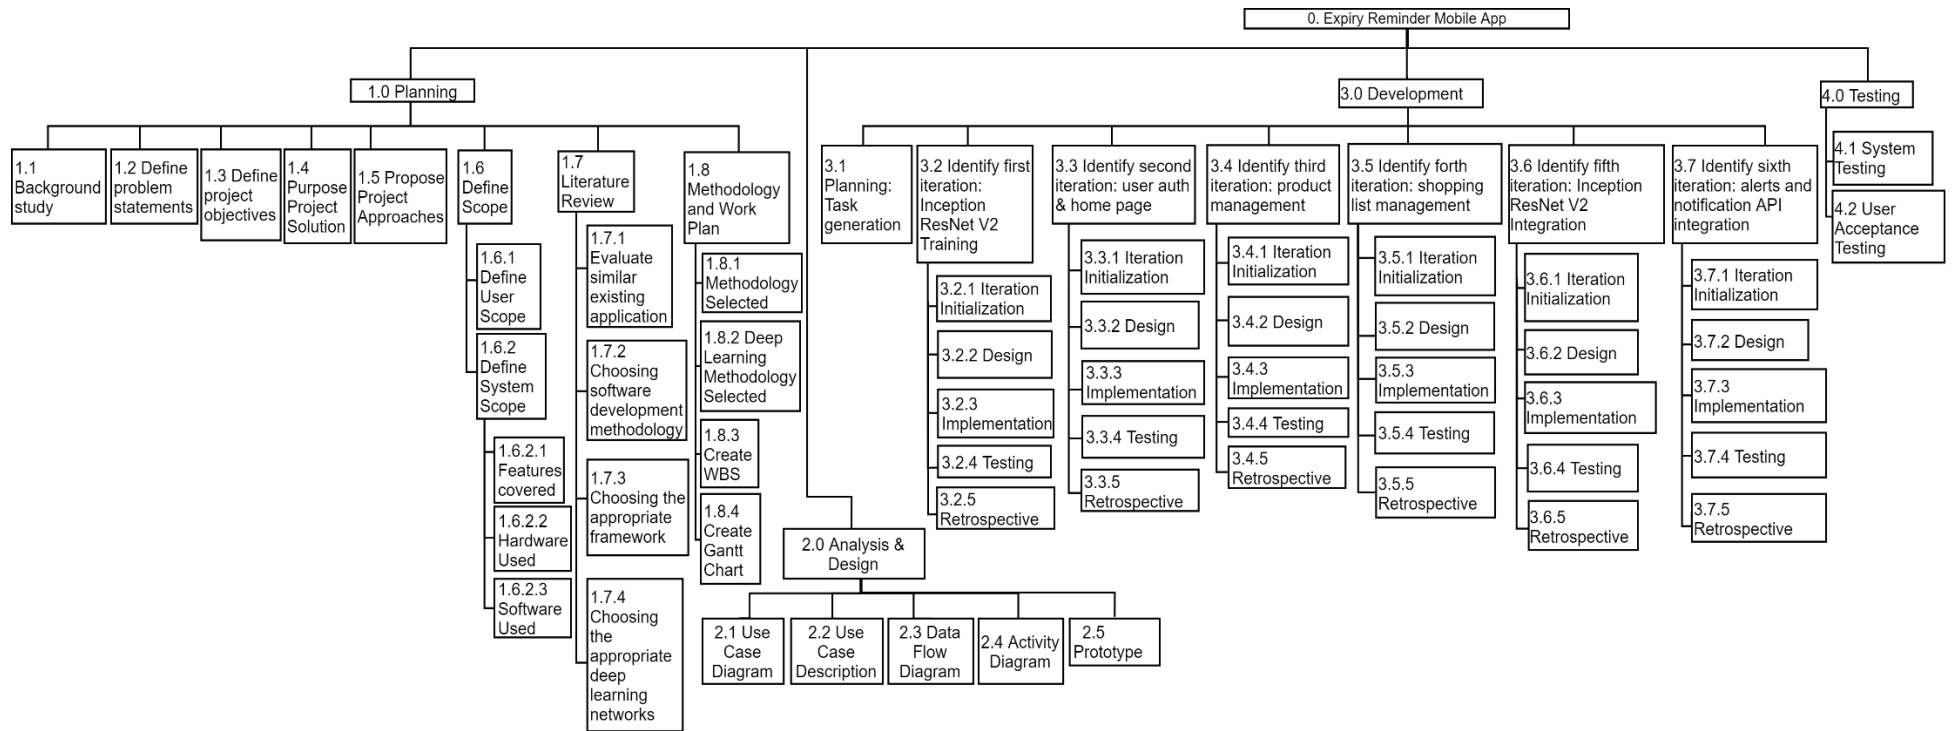 0. Expiry Reminder Mobile App
1.0 Planning
1.1
Background
study
1.2 Define
problem
statements
1.3 Define
project
objectives
1.4
Purpose
Project
Solution
1.5 Propose
Project
Approaches
1.6
Define
Scope
1.6.1
Define
User
Scope
1.6.2
Define
System
Scope
1.6.2.1
Features
covered
1.6.2.2
Hardware
Used
1.6.2.3
Software
Used
1.7
Literature
Review
1.7.1
Evaluate
similar
existing
application
1.7.2
Choosing
software
development
methodology
1.7.3
Choosing the
appropriate
framework
1.7.4
Choosing
the
appropriate
deep
learning
networks
1.8
Methodology
and Work
Plan
1.8.1
Methodology
Selected
1.8.2 Deep
Learning
Methodology
Selected
1.8.3
Create
WBS
1.8.4
Create
Gantt
Chart
2.0 Analysis &
Design
2.1 Use
Case
Diagram
2.2 Use
Case
Description
2.3 Data
Flow
Diagram
2.4 Activity
Diagram
2.5
Prototype
3.0 Development
3.1
Planning:
Task
generation
3.2 Identify first
iteration:
Inception
ResNet V2
Training
3.2.1 Iteration
Initialization
3.2.2 Design
3.2.3
Implementation
3.2.4 Testing
3.2.5
Retrospective
3.3 Identify second
iteration: user auth
& home page
3.3.1 Iteration
Initialization
3.3.2 Design
3.3.3
Implementation
3.3.4 Testing
3.3.5
Retrospective
3.4 Identify third
iteration: product
management
3.4.1 Iteration
Initialization
3.4.2 Design
3.4.3
Implementation
3.4.4 Testing
3.4.5
Retrospective
3.5 Identify forth
iteration: shopping
list management
3.5.1 Iteration
Initialization
3.5.2 Design
3.5.3
Implementation
3.5.4 Testing
3.5.5
Retrospective
3.6 Identify fifth
iteration: Inception
ResNet V2
Integration
3.6.1 Iteration
Initialization
3.6.2 Design
3.6.3
Implementation
3.6.4 Testing
3.6.5
Retrospective
3.7 Identify sixth
iteration: alerts and
notification API
integration
3.7.1 Iteration
Initialization
3.7.2 Design
3.7.3
Implementation
3.7.4 Testing
3.7.5
Retrospective
4.0 Testing
4.1 System
Testing
4.2 User
Acceptance
Testing